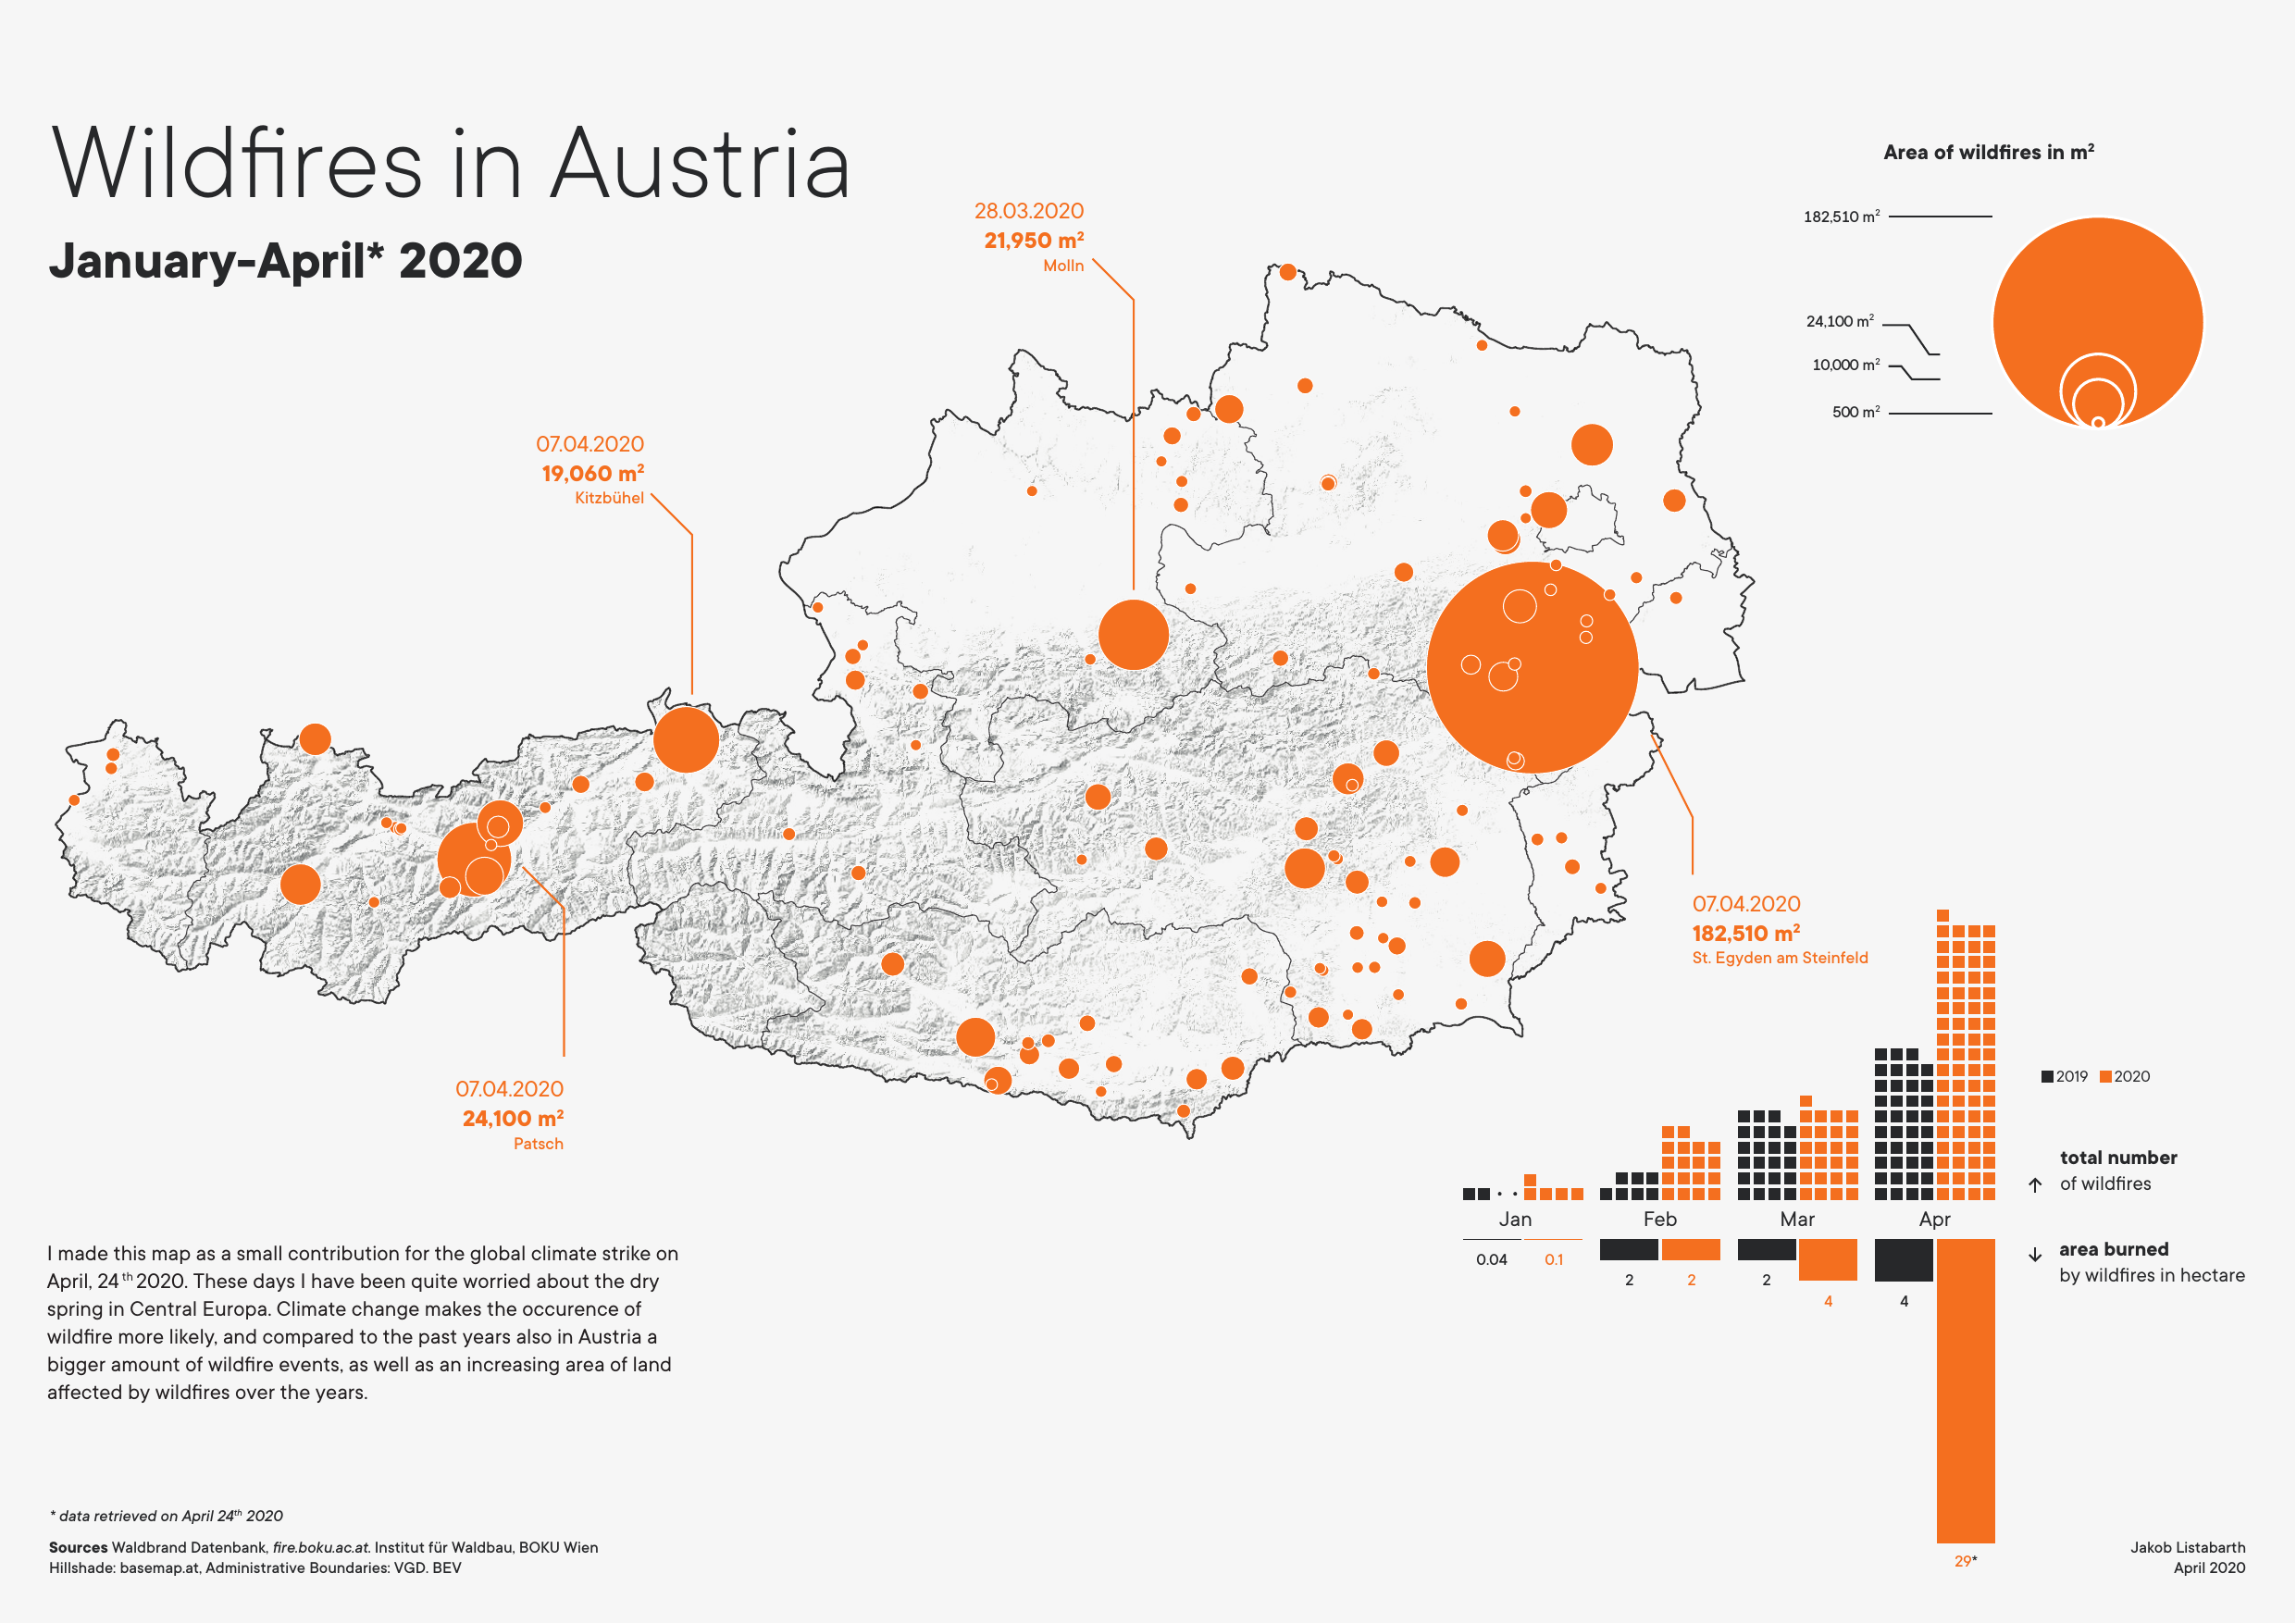 Wildfires in Austria
January-April* 2020
Area of wildfires in m²
182,510 m²
24,100 m²
10,000 m²
500 m²
28.03.2020
21,950 m²
Molln
07.04.2020
19,060 m²
Kitzbühel
07.04.2020
182,510 m²
St. Egyden am Steinfeld
07.04.2020
24,100 m²
Patsch
2019 2020
total number
↑ of wildfires
Jan Feb Mar Apr
↓ area burned
by wildfires in hectare
0.04 0.1
2 2
2 4
4 29*
I made this map as a small contribution for the global climate strike on
April, 24th 2020. These days I have been quite worried about the dry
spring in Central Europa. Climate change makes the occurence of
wildfire more likely, and compared to the past years also in Austria a
bigger amount of wildfire events, as well as an increasing area of land
affected by wildfires over the years.
* data retrieved on April 24th 2020
Sources Waldbrand Datenbank, fire.boku.ac.at. Institut für Waldbau, BOKU Wien
Hillshade: basemap.at, Administrative Boundaries: VGD. BEV
Jakob Listabarth
April 2020